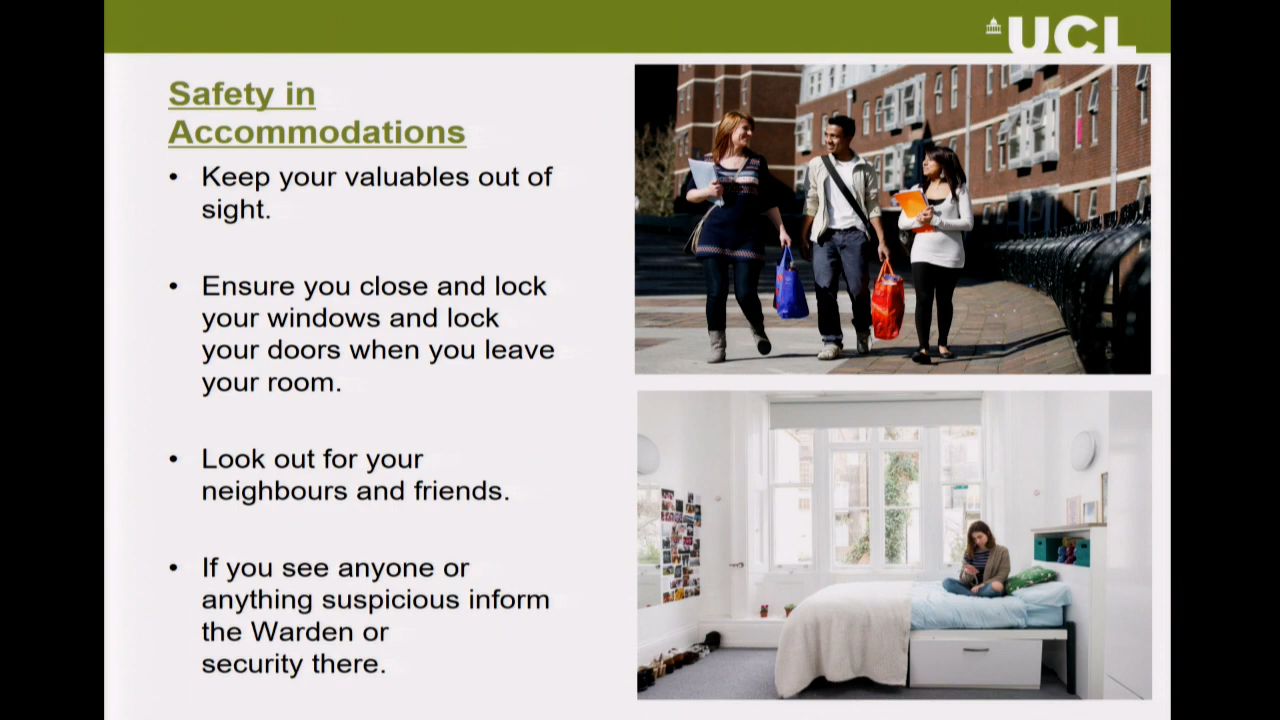 UCL
Safety in
Accommodations
• Keep your valuables out of
sight.
• Ensure you close and lock
your windows and lock
your doors when you leave
your room.
• Look out for your
neighbours and friends.
• If you see anyone or
anything suspicious inform
the Warden or
security there.